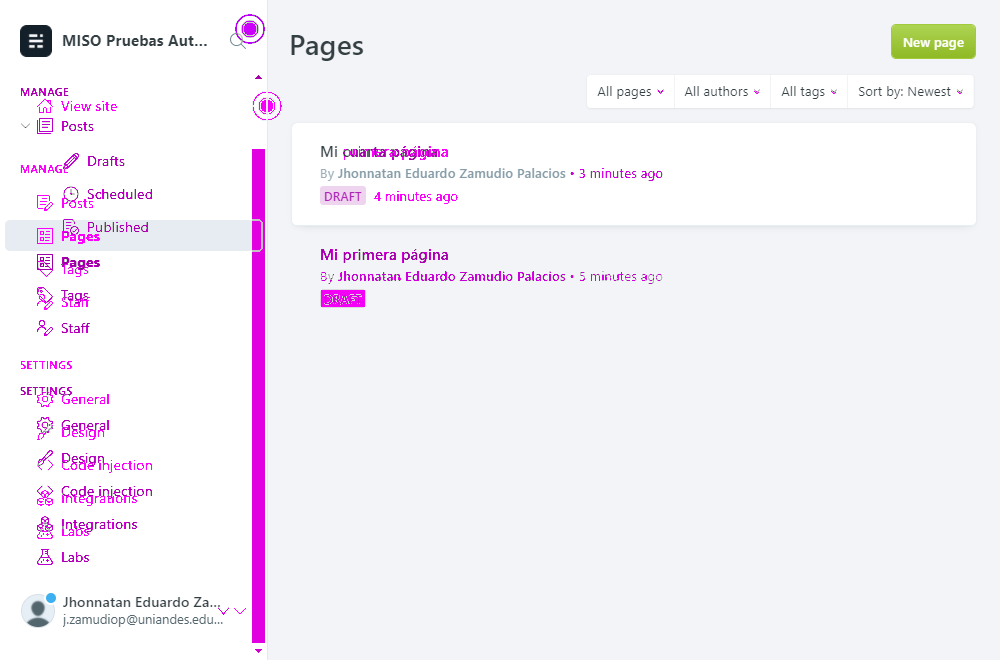 MISO Pruebas Aut...
MANAGE
View site
Posts
Drafts
MANAGE
Scheduled
Posts
Published
Pages
Pages
Tags
Tags
Staff
Staff
SETTINGS
SETTINGS
General
General
Design
Design
Code injection
Code injection
Integrations
Integrations
Labs
Labs
Jhonnatan Eduardo Za...
j.zamudiop@uniandes.edu...
Pages
New page
All pages
All authors
All tags
Sort by: Newest
Mi página
By Jhonnatan Eduardo Zamudio Palacios • 3 minutes ago
DRAFT 4 minutes ago
Mi primera página
By Jhonnatan Eduardo Zamudio Palacios • 5 minutes ago
DRAFT